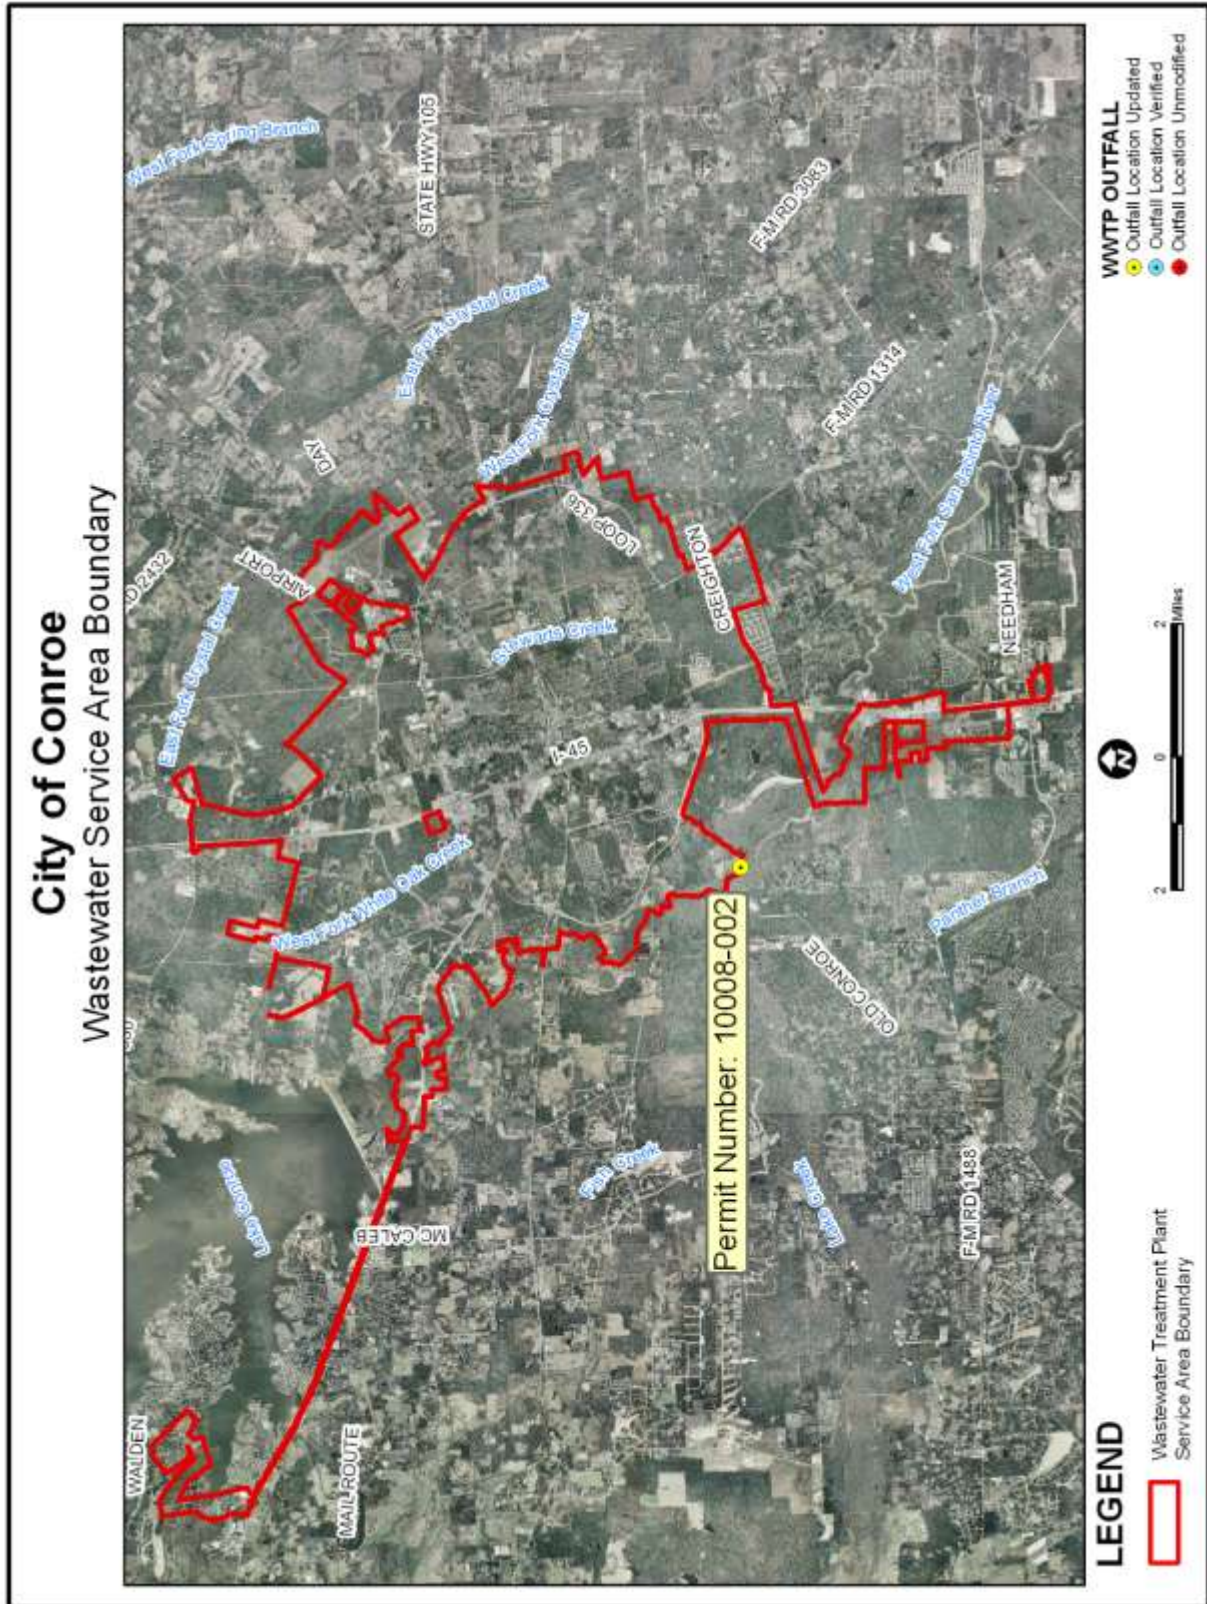 City of Conroe
Wastewater Service Area Boundary
WALDEN
Lake Conroe
MAIL ROUTE
MC CALEB
West Fork White Oak Creek
East Fork Crystal Creek
RD 2432
AIRPORT
DAY
West Fork Spring Branch
STATE HWY 105
East Fork Crystal Creek
West Fork Crystal Creek
Stewarts Creek
I-45
LOOP 336
Fish Creek
Permit Number: 10008-002
CREIGHTON
F-M RD 3083
F-M RD 1314
Lake Creek
OLD CONROE
West Fork San Jacinto River
Panther Branch
F-M RD 1488
NEEDHAM
LEGEND
Wastewater Treatment Plant
Service Area Boundary
N
2 0 2
Miles
WWTP OUTFALL
Outfall Location Updated
Outfall Location Verified
Outfall Location Unmodified